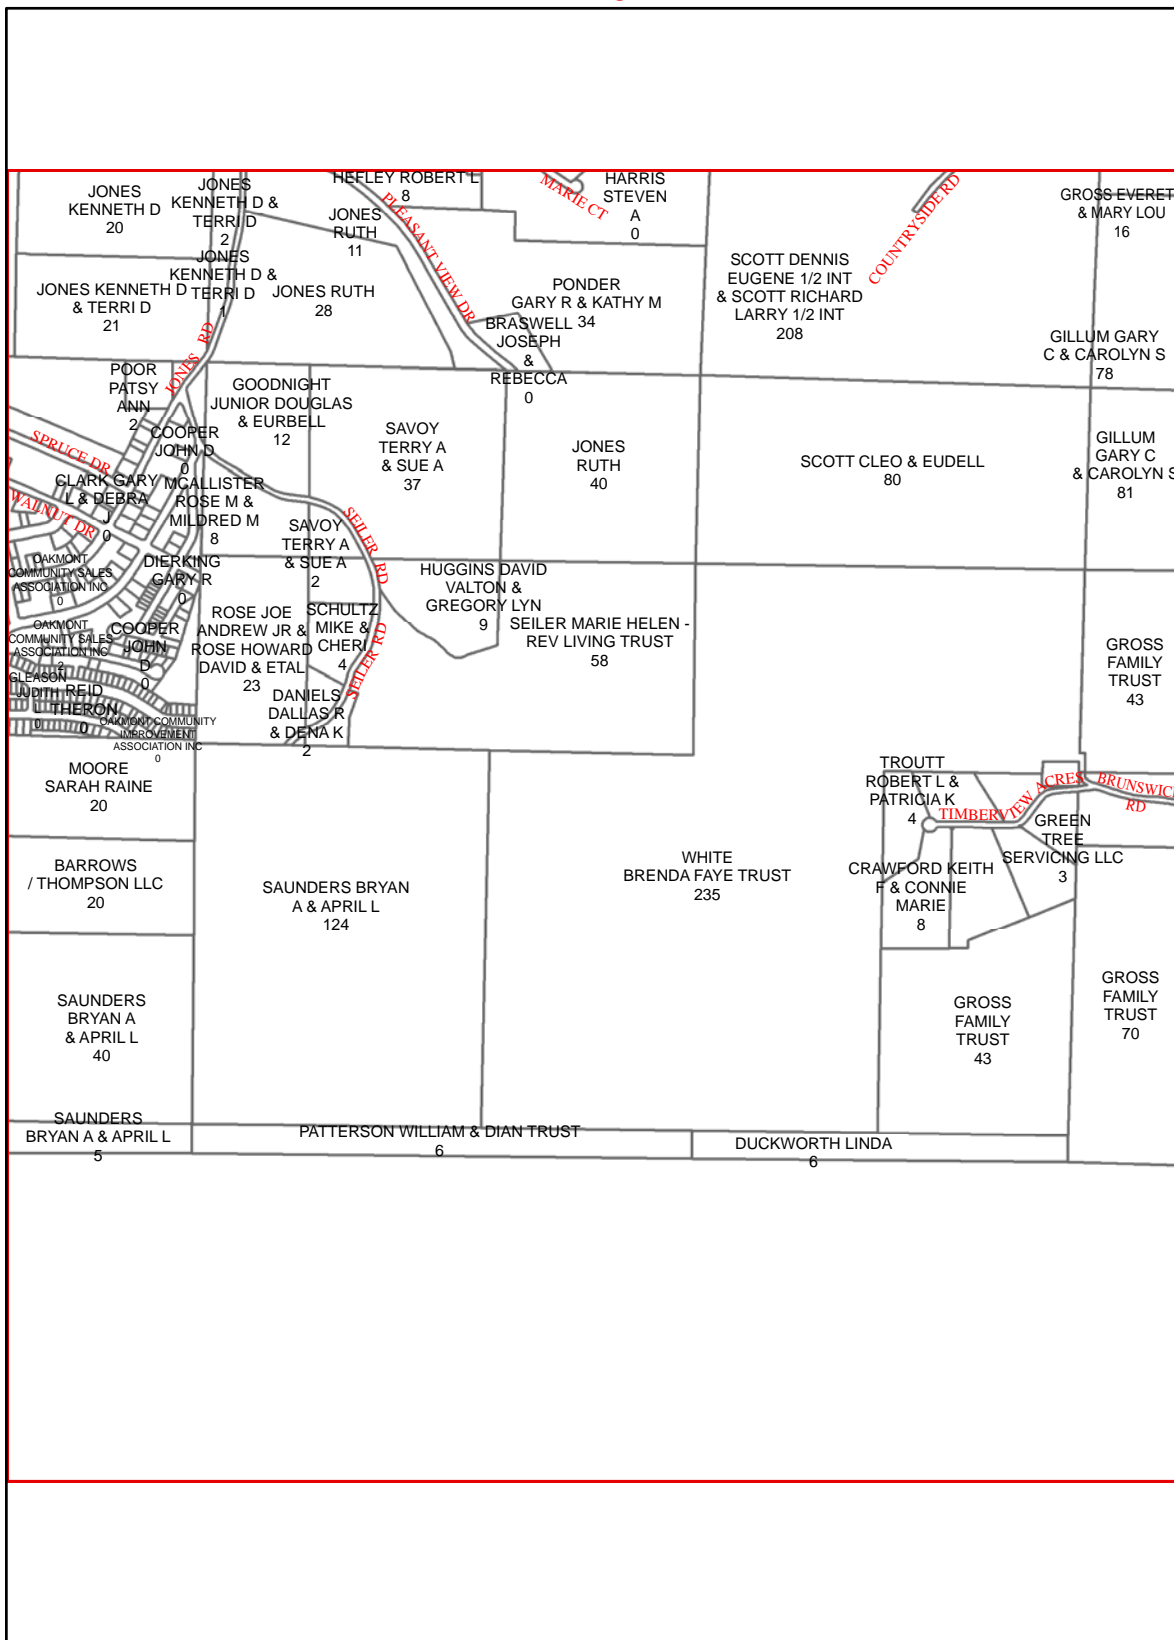 HEFLEY ROBERT L
8
JONES
KENNETH D
20
JONES
KENNETH D &
TERRI D
2
JONES
RUTH
11
PLEASANT VIEW DR
MARIE CT
HARRIS
STEVEN
A
0
COUNTRYSIDE RD
GROSS EVERET
& MARY LOU
16
JONES KENNETH D
& TERRI D
21
JONES
KENNETH D &
TERRI D
1
JONES RUTH
28
PONDER
GARY R & KATHY M
34
SCOTT DENNIS
EUGENE 1/2 INT
& SCOTT RICHARD
LARRY 1/2 INT
208
GILLUM GARY
C & CAROLYN S
78
JONES RD
BRASWELL
JOSEPH
&
REBECCA
0
POOR
PATSY
ANN
2
GOODNIGHT
JUNIOR DOUGLAS
& EURBELL
12
SAVOY
TERRY A
& SUE A
37
JONES
RUTH
40
SCOTT CLEO & EUDELL
80
GILLUM
GARY C
& CAROLYN S
81
SPRUCE DR
COOPER
JOHN D
0
CLARK GARY
L & DEBRA
J
0
WALNUT DR
MCALLISTER
ROSE M &
MILDRED M
8
SAVOY
TERRY A
& SUE A
2
SEILER RD
OAKMONT
COMMUNITY SALES
ASSOCIATION INC
0
DIERKING
GARY R
0
HUGGINS DAVID
VALTON &
GREGORY LYN
9
ROSE JOE
ANDREW JR &
ROSE HOWARD
DAVID & ETAL
23
SCHULTZ
MIKE &
CHERI
4
SEILER RD
SEILER MARIE HELEN -
REV LIVING TRUST
58
GROSS
FAMILY
TRUST
43
OAKMONT
COMMUNITY SALES
ASSOCIATION INC
2
COOPER
JOHN
D
0
GLEASON
JUDITH
L
0
REID
THERON
0
OAKMONT COMMUNITY
IMPROVEMENT
ASSOCIATION INC
0
DANIELS
DALLAS R
& DENA K
2
MOORE
SARAH RAINE
20
TROUTT
ROBERT L &
PATRICIA K
4
TIMBERVIEW ACRES
BRUNSWIC
RD
GREEN
TREE
SERVICING LLC
3
BARROWS
/ THOMPSON LLC
20
SAUNDERS BRYAN
A & APRIL L
124
WHITE
BRENDA FAYE TRUST
235
CRAWFORD KEITH
F & CONNIE
MARIE
8
SAUNDERS
BRYAN A
& APRIL L
40
GROSS
FAMILY
TRUST
43
GROSS
FAMILY
TRUST
70
SAUNDERS
BRYAN A & APRIL L
5
PATTERSON WILLIAM & DIAN TRUST
6
DUCKWORTH LINDA
6